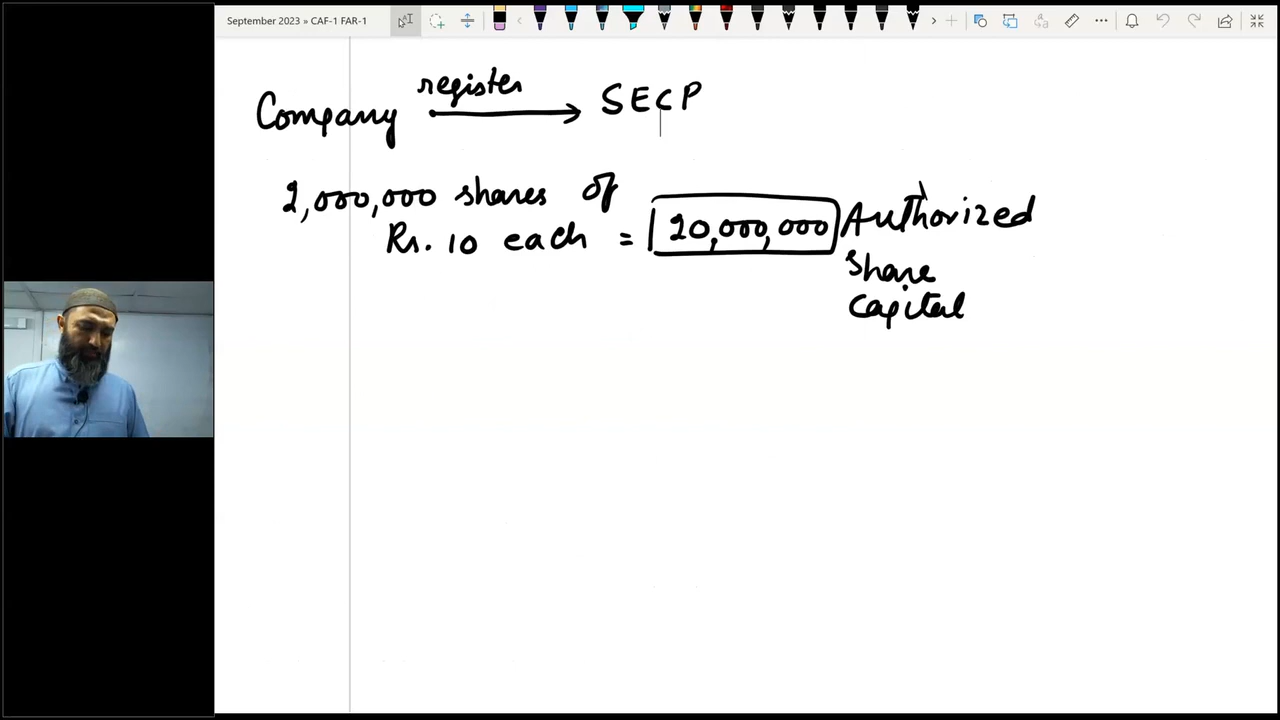 September 2023 » CAF-1 FAR-1
register
Company → SECP
2,000,000 shares of
Rs. 10 each = 20,000,000 Authorized
share
capital